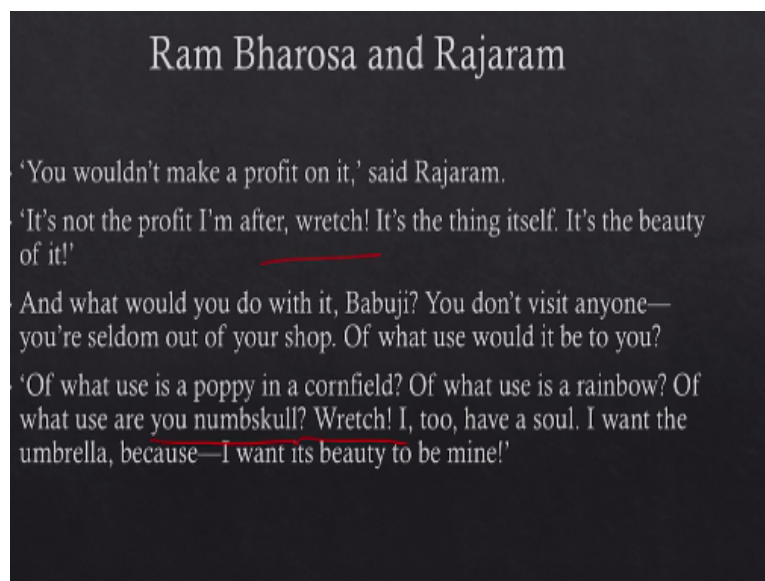 Ram Bharosa and Rajaram
‘You wouldn’t make a profit on it,’ said Rajaram.
‘It’s not the profit I’m after, wretch! It’s the thing itself. It’s the beauty
of it!’
And what would you do with it, Babuji? You don’t visit anyone—
you’re seldom out of your shop. Of what use would it be to you?
‘Of what use is a poppy in a cornfield? Of what use is a rainbow? Of
what use are you numbskull? Wretch! I, too, have a soul. I want the
umbrella, because—I want its beauty to be mine!’